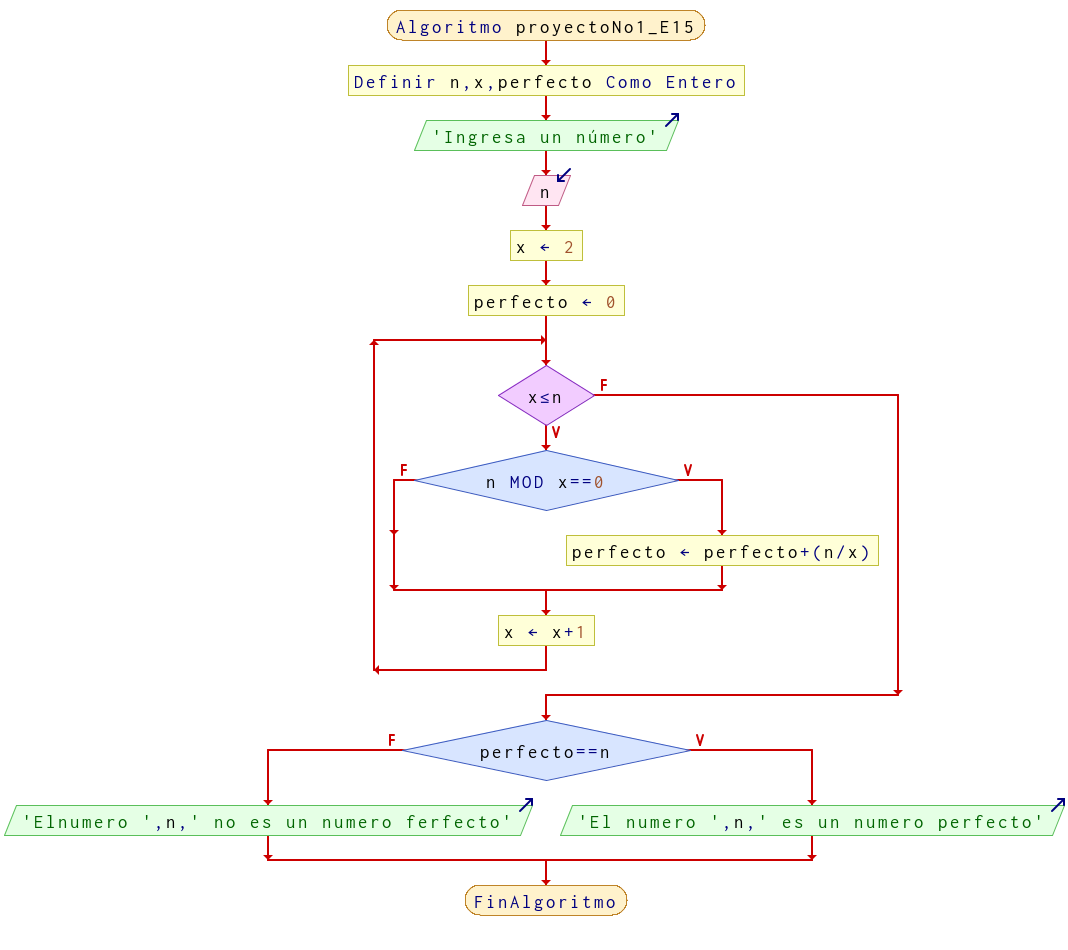 Algoritmo proyectoNo1_E15
Definir n,x,perfecto Como Entero
'Ingresa un número'
n
x ← 2
perfecto ← 0
x≤n
F
V
n MOD x==0
F
V
perfecto ← perfecto+(n/x)
x ← x+1
perfecto==n
F
V
'Elnumero ',n,' no es un numero ferfecto'
'El numero ',n,' es un numero perfecto'
FinAlgoritmo